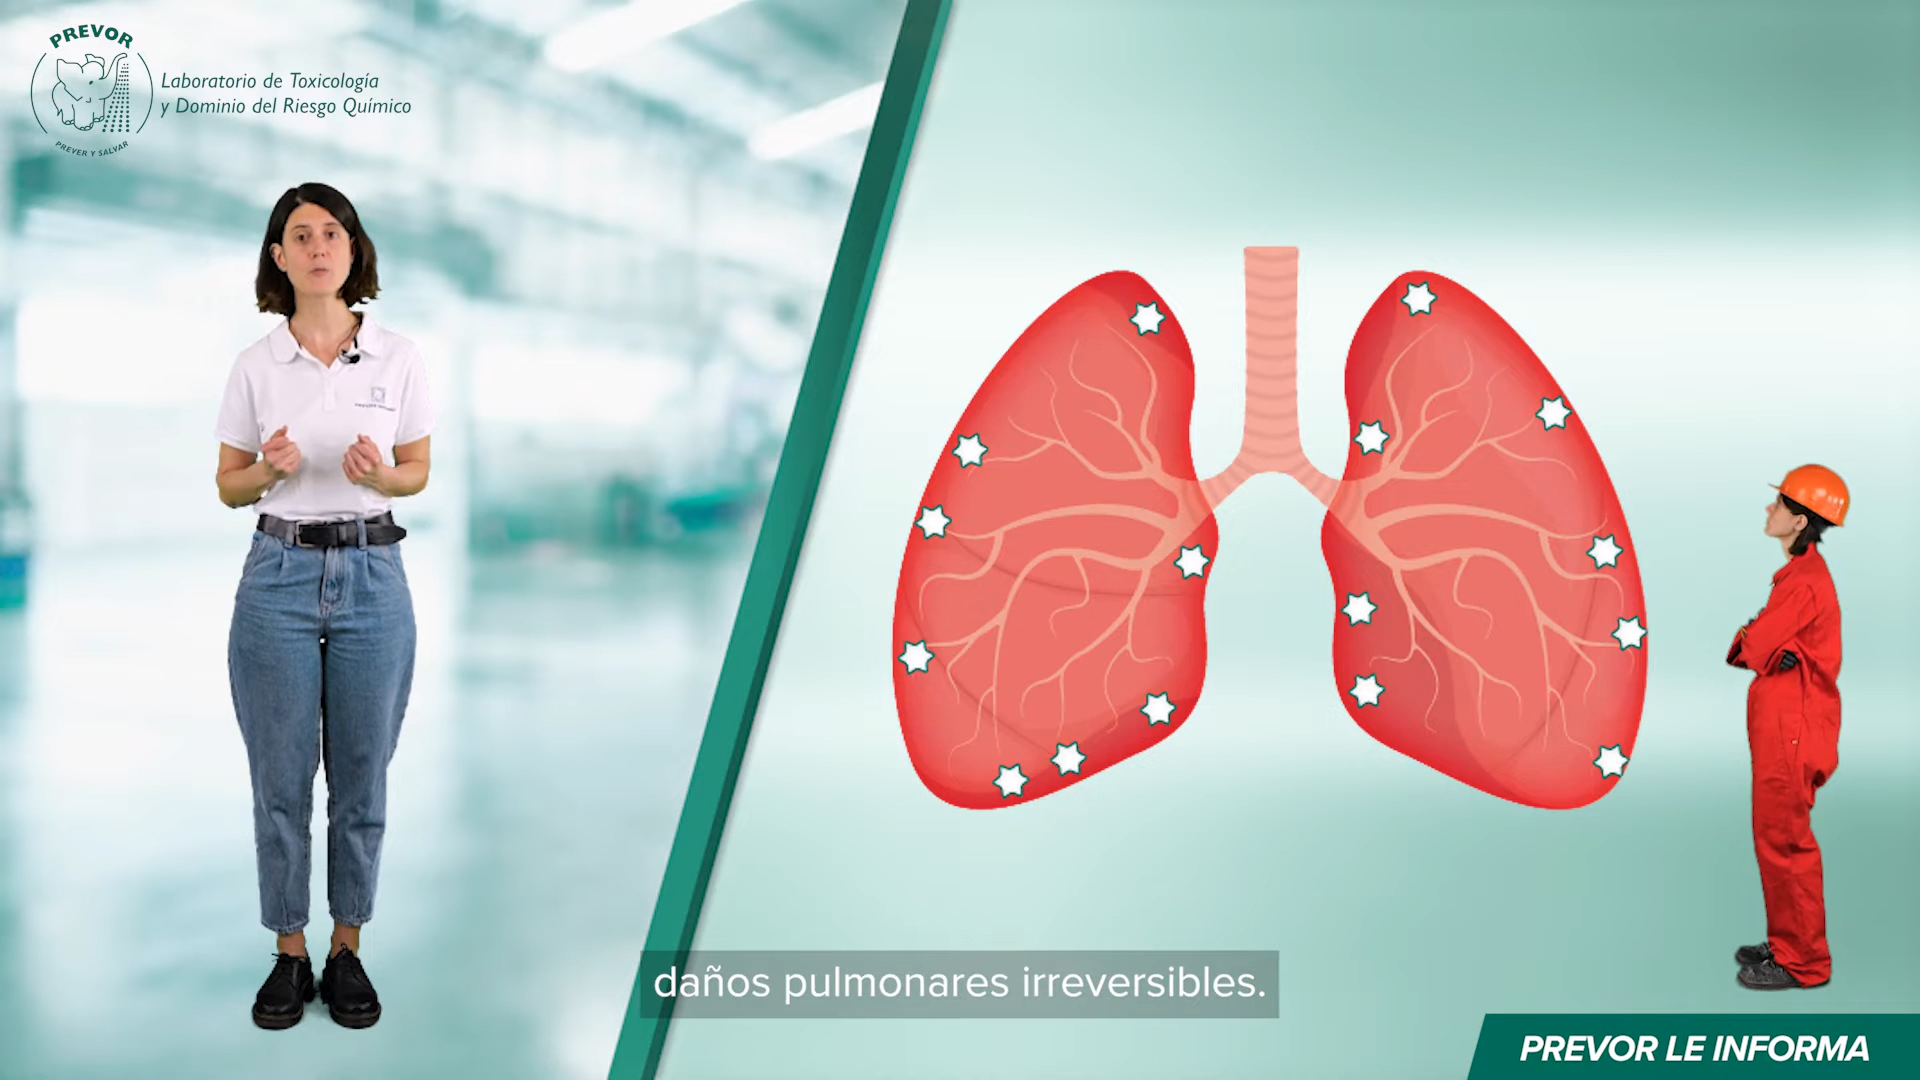 PREVOR
Laboratorio de Toxicología
y Dominio del Riesgo Químico
PREVER Y SALVAR
daños pulmonares irreversibles.
PREVOR LE INFORMA